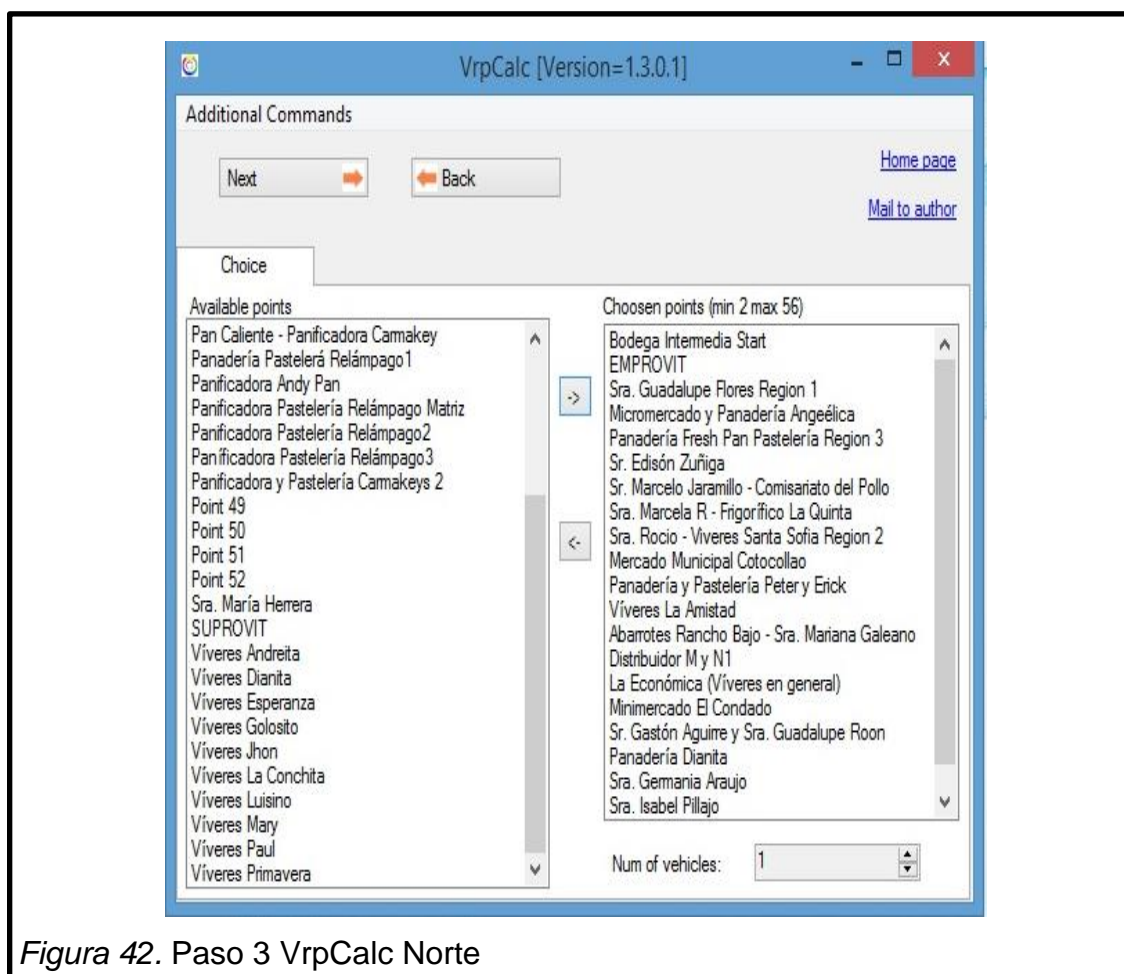 VrpCalc [Version=1.3.0.1]
Additional Commands
Next
Back
Home page
Mail to author
Choice
Available points
Pan Caliente - Panificadora Carmakey
Panadería Pastelerá Relámpago1
Panificadora Andy Pan
Panificadora Pastelería Relámpago Matriz
Panificadora Pastelería Relámpago2
Paníficadora Pastelería Relámpago3
Panificadora y Pastelería Carmakeys 2
Point 49
Point 50
Point 51
Point 52
Sra. María Herrera
SUPROVIT
Víveres Andreita
Víveres Dianita
Víveres Esperanza
Víveres Golosito
Víveres Jhon
Víveres La Conchita
Víveres Luisino
Víveres Mary
Víveres Paul
Víveres Primavera
->
<-
Choosen points (min 2 max 56)
Bodega Intermedia Start
EMPROVIT
Sra. Guadalupe Flores Region 1
Micromercado y Panadería Angeélica
Panadería Fresh Pan Pastelería Region 3
Sr. Edisón Zuñiga
Sr. Marcelo Jaramillo - Comisariato del Pollo
Sra. Marcela R - Frigorífico La Quinta
Sra. Rocio - Viveres Santa Sofia Region 2
Mercado Municipal Cotocollao
Panadería y Pastelería Peter y Erick
Víveres La Amistad
Abarrotes Rancho Bajo - Sra. Mariana Galeano
Distribuidor M y N1
La Económica (Víveres en general)
Minimercado El Condado
Sr. Gastón Aguirre y Sra. Guadalupe Roon
Panadería Dianita
Sra. Germania Araujo
Sra. Isabel Pillajo
Num of vehicles: 1
Figura 42. Paso 3 VrpCalc Norte